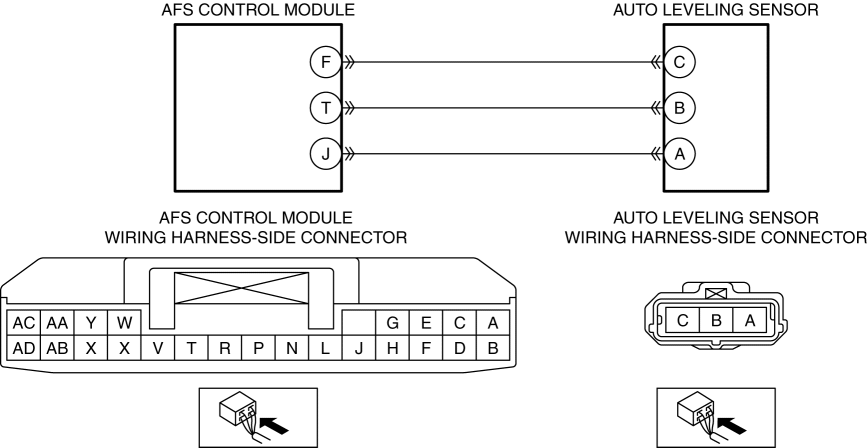 AFS CONTROL MODULE
AUTO LEVELING SENSOR
F
C
T
B
J
A
AFS CONTROL MODULE
WIRING HARNESS-SIDE CONNECTOR
AUTO LEVELING SENSOR
WIRING HARNESS-SIDE CONNECTOR
AC AA Y W G E C A
AD AB X X V T R P N L J H F D B
C B A